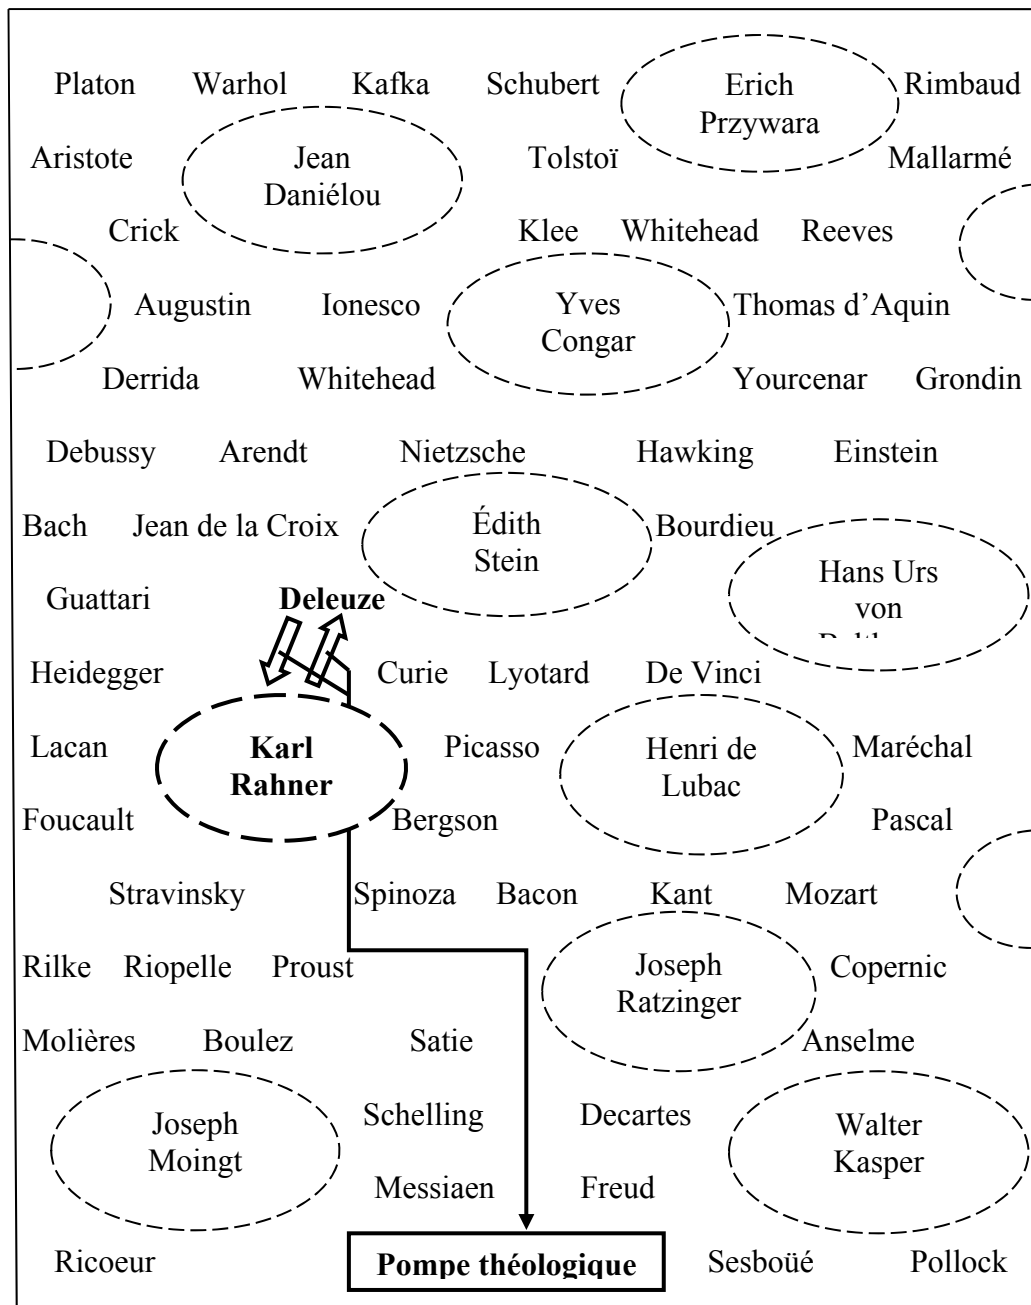 Platon Warhol Kafka Schubert Erich Rimbaud
Przywara
Aristote Jean Tolstoï Mallarmé
Daniélou
Crick Klee Whitehead Reeves
Augustin Ionesco Yves Thomas d'Aquin
Congar
Derrida Whitehead Yourcenar Grondin
Debussy Arendt Nietzsche Hawking Einstein
Bach Jean de la Croix Édith Bourdieu
Stein
Hans Urs
Guattari Deleuze von
Heidegger Curie Lyotard De Vinci
Lacan Karl Picasso Henri de Maréchal
Rahner Lubac
Foucault Bergson Pascal
Stravinsky Spinoza Bacon Kant Mozart
Rilke Riopelle Proust Joseph Copernic
Ratzinger
Molières Boulez Satie Anselme
Joseph Schelling Decartes Walter
Moingt Kasper
Messiaen Freud
Ricoeur Pompe théologique Sesboüé Pollock